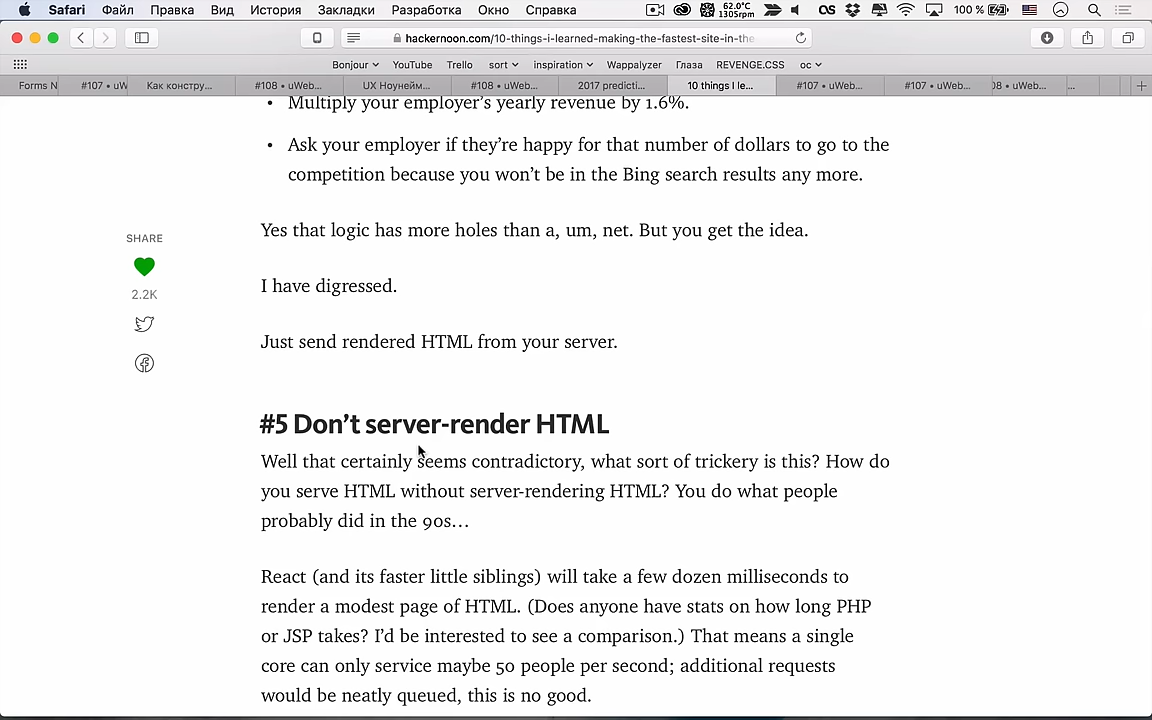 Safari Файл Правка Вид История Закладки Разработка Окно Справка 62.0°C 1305rpm 100 %
hackernoon.com/10-things-i-learned-making-the-fastest-site-in-the
Bonjour YouTube Trello sort inspiration Wappalyzer Глаза REVENGE.CSS ос
Forms N #107 • uW Как констру... #108 • uWeb... UX Ноунейм... #108 • uWeb... 2017 predicti... 10 things I le... #107 • uWeb... #107 • uWeb... 08 • uWeb... ...
• Multiply your employer’s yearly revenue by 1.6%.
• Ask your employer if they’re happy for that number of dollars to go to the
competition because you won’t be in the Bing search results any more.
Yes that logic has more holes than a, um, net. But you get the idea.
SHARE
I have digressed.
2.2K
Just send rendered HTML from your server.
#5 Don’t server-render HTML
Well that certainly seems contradictory, what sort of trickery is this? How do
you serve HTML without server-rendering HTML? You do what people
probably did in the 90s…
React (and its faster little siblings) will take a few dozen milliseconds to
render a modest page of HTML. (Does anyone have stats on how long PHP
or JSP takes? I’d be interested to see a comparison.) That means a single
core can only service maybe 50 people per second; additional requests
would be neatly queued, this is no good.